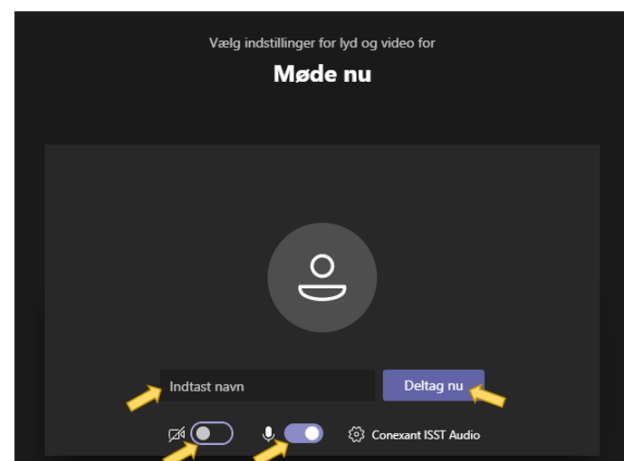 Vælg indstillinger for lyd og video for
Møde nu
Indtast navn
Deltag nu
Conexant ISST Audio